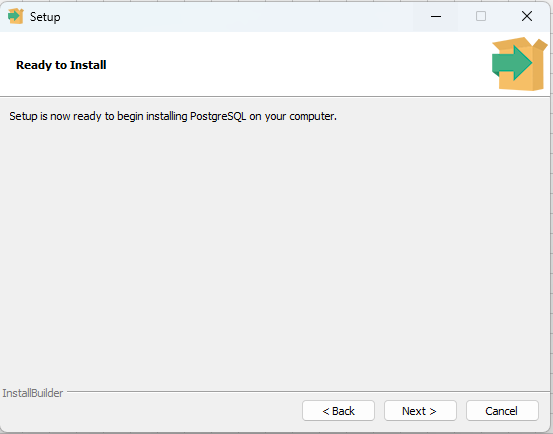 Setup
Ready to Install
Setup is now ready to begin installing PostgreSQL on your computer.
InstallBuilder
< Back
Next >
Cancel